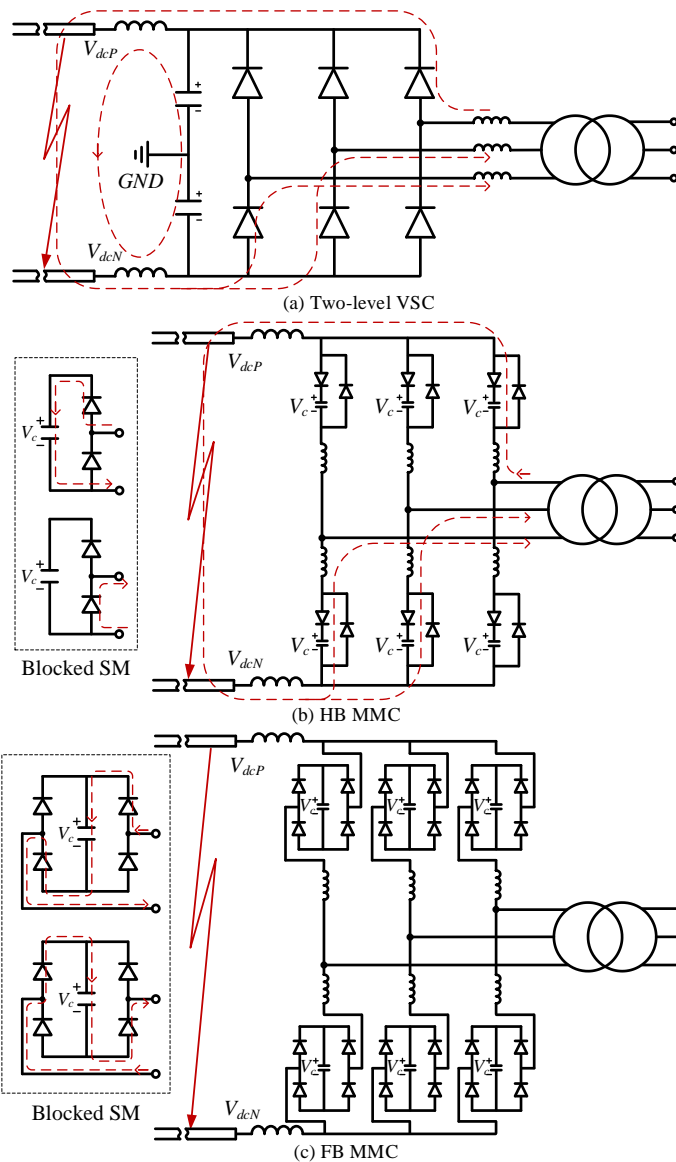 V_dcP
+
−
GND
+
−
V_dcN
(a) Two-level VSC
V_dcP
V_c + − V_c + − V_c + −
V_c + −
V_c + −
Blocked SM
V_c + − V_c + − V_c + −
V_dcN
(b) HB MMC
V_dcP
V_c + V_c + V_c +
V_c + −
V_c + −
Blocked SM
V_c + V_c + V_c +
V_dcN
(c) FB MMC